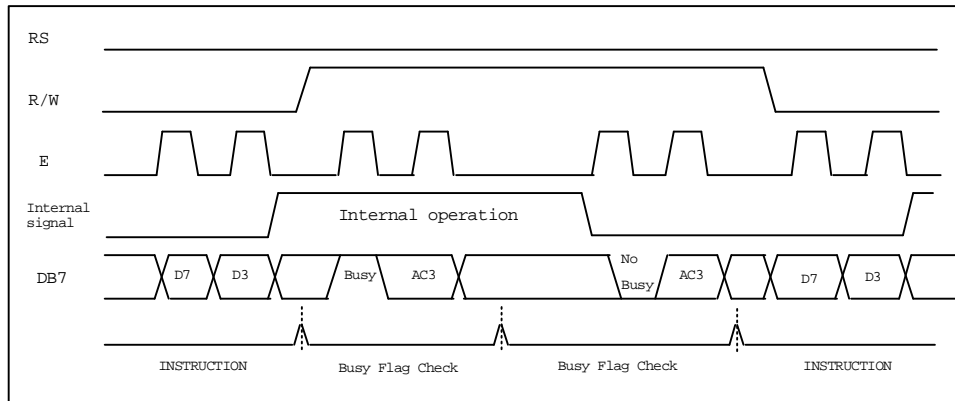 RS
R/W
E
Internal
signal
Internal operation
DB7
D7
D3
Busy
AC3
No
Busy
AC3
D7
D3
INSTRUCTION
Busy Flag Check
Busy Flag Check
INSTRUCTION